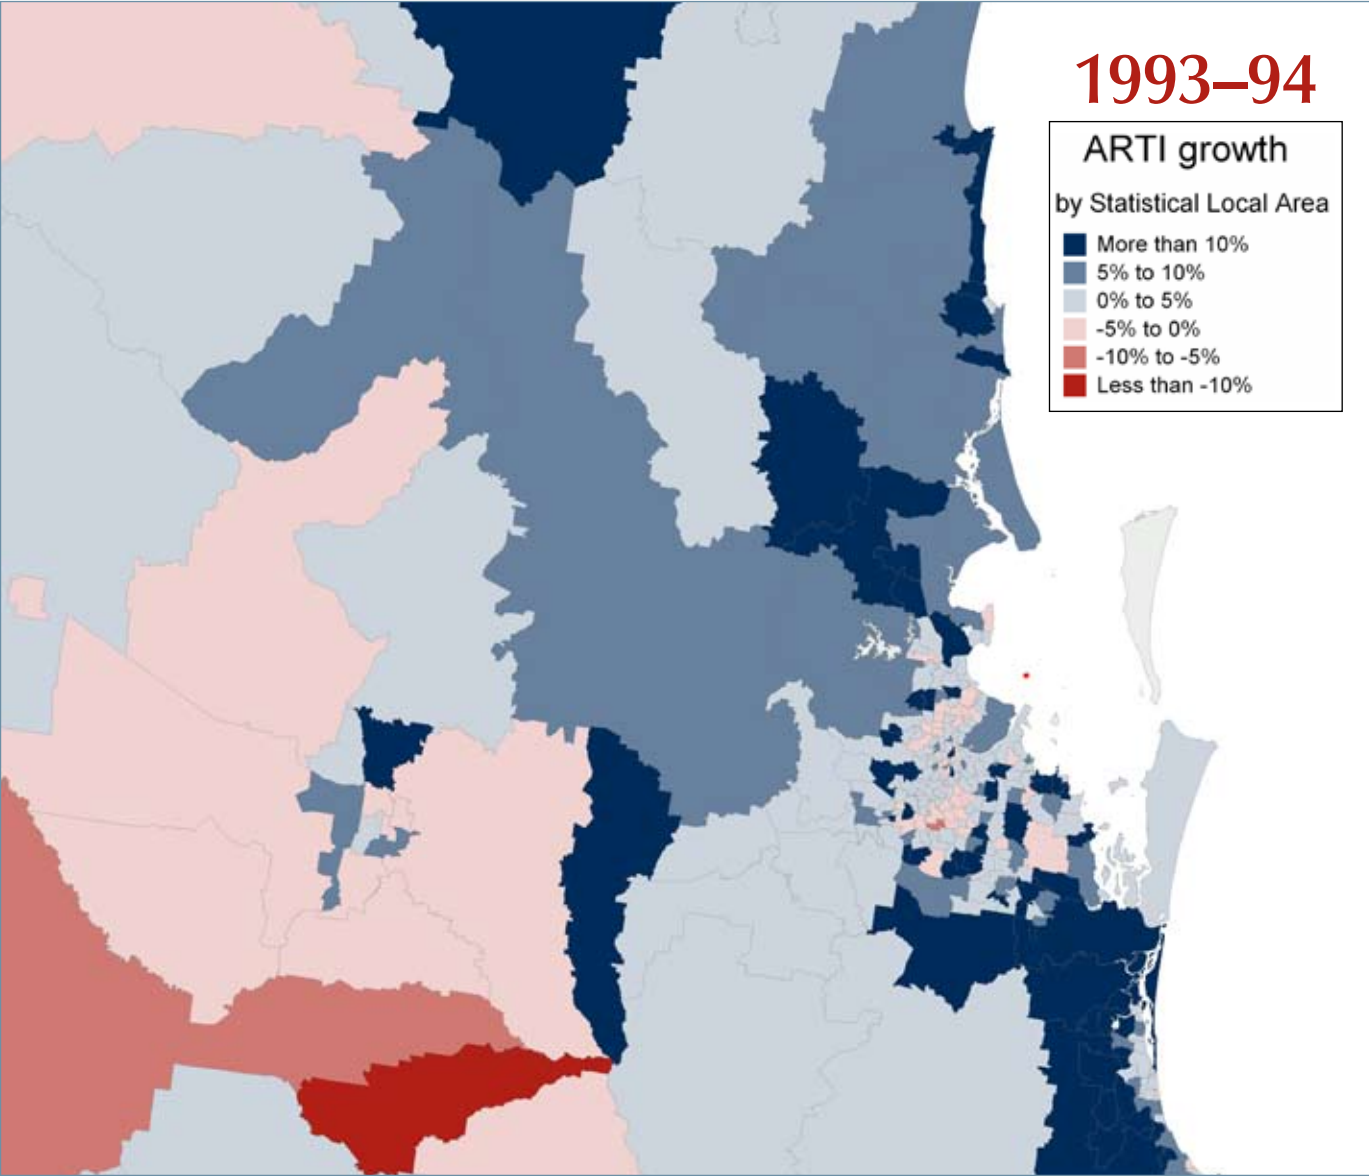 1993–94
ARTI growth
by Statistical Local Area
More than 10%
5% to 10%
0% to 5%
-5% to 0%
-10% to -5%
Less than -10%